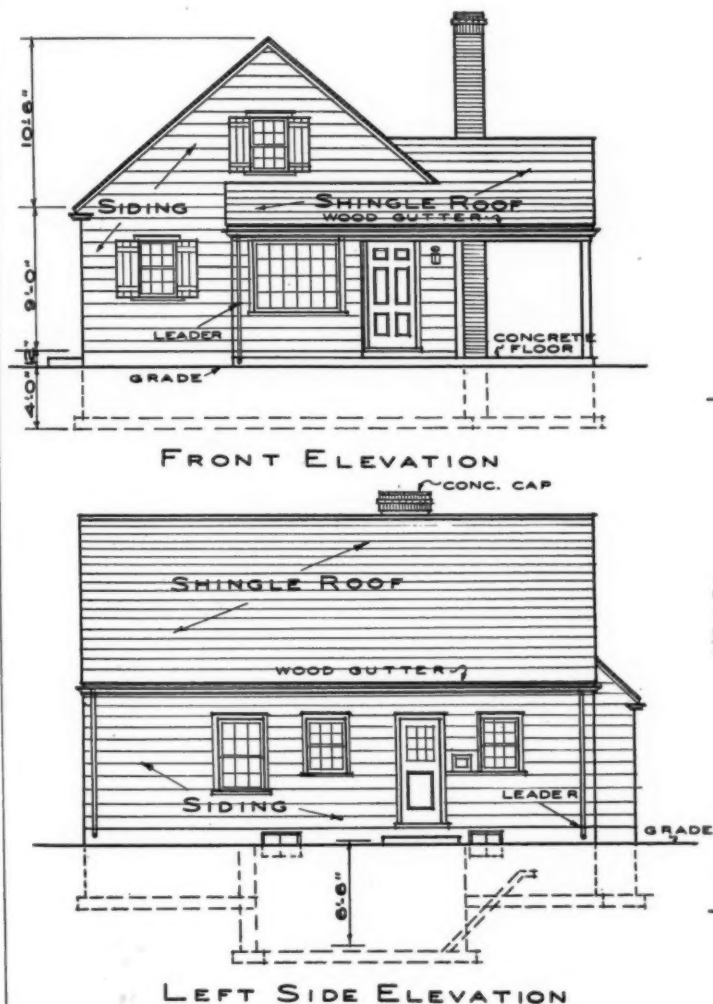 10'-6"
SIDING
SHINGLE ROOF
WOOD GUTTER
9'-0"
LEADER
CONCRETE
FLOOR
12"
GRADE
4'-0"
FRONT ELEVATION
CONC. CAP
SHINGLE ROOF
WOOD GUTTER
SIDING
LEADER
GRADE
6'-6"
LEFT SIDE ELEVATION